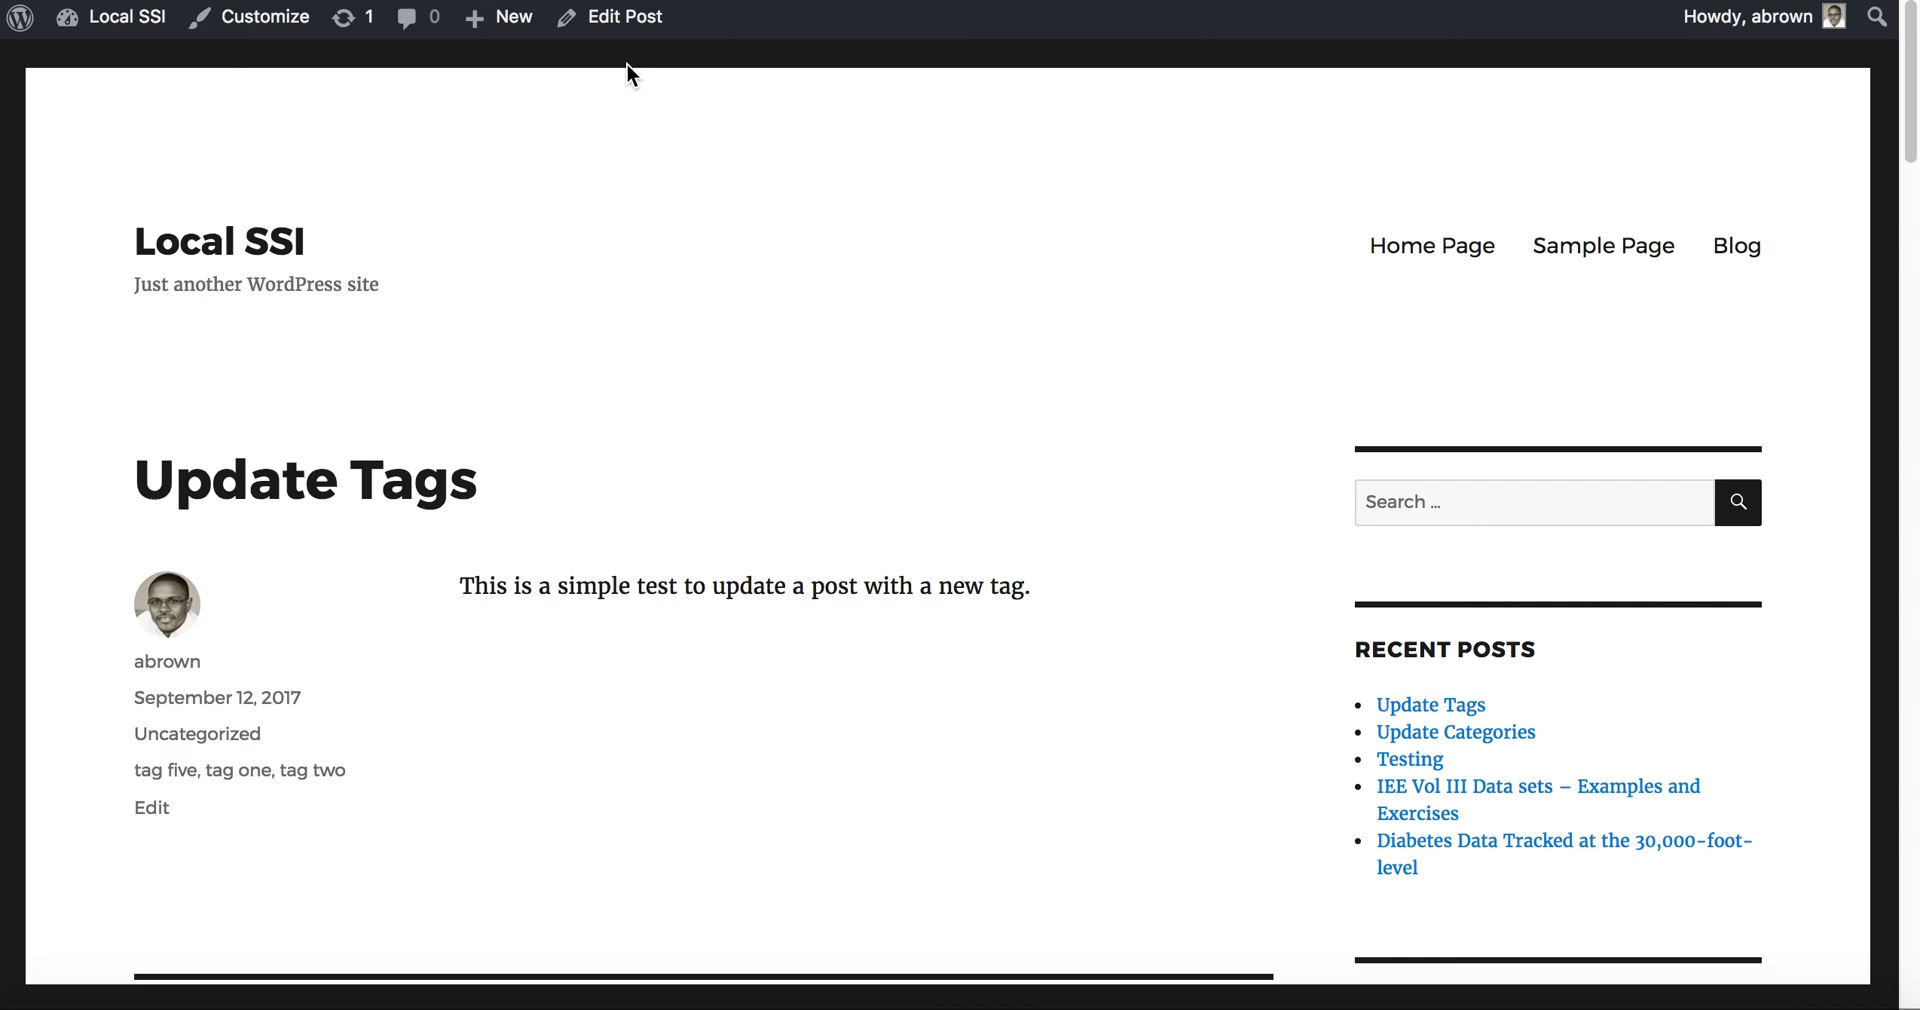 Local SSI Customize 1 0 New Edit Post Howdy, abrown
Local SSI
Just another WordPress site
Home Page Sample Page Blog
Update Tags
This is a simple test to update a post with a new tag.
abrown
September 12, 2017
Uncategorized
tag five, tag one, tag two
Edit
Search ...
RECENT POSTS
Update Tags
Update Categories
Testing
IEE Vol III Data sets – Examples and
Exercises
Diabetes Data Tracked at the 30,000-foot-
level